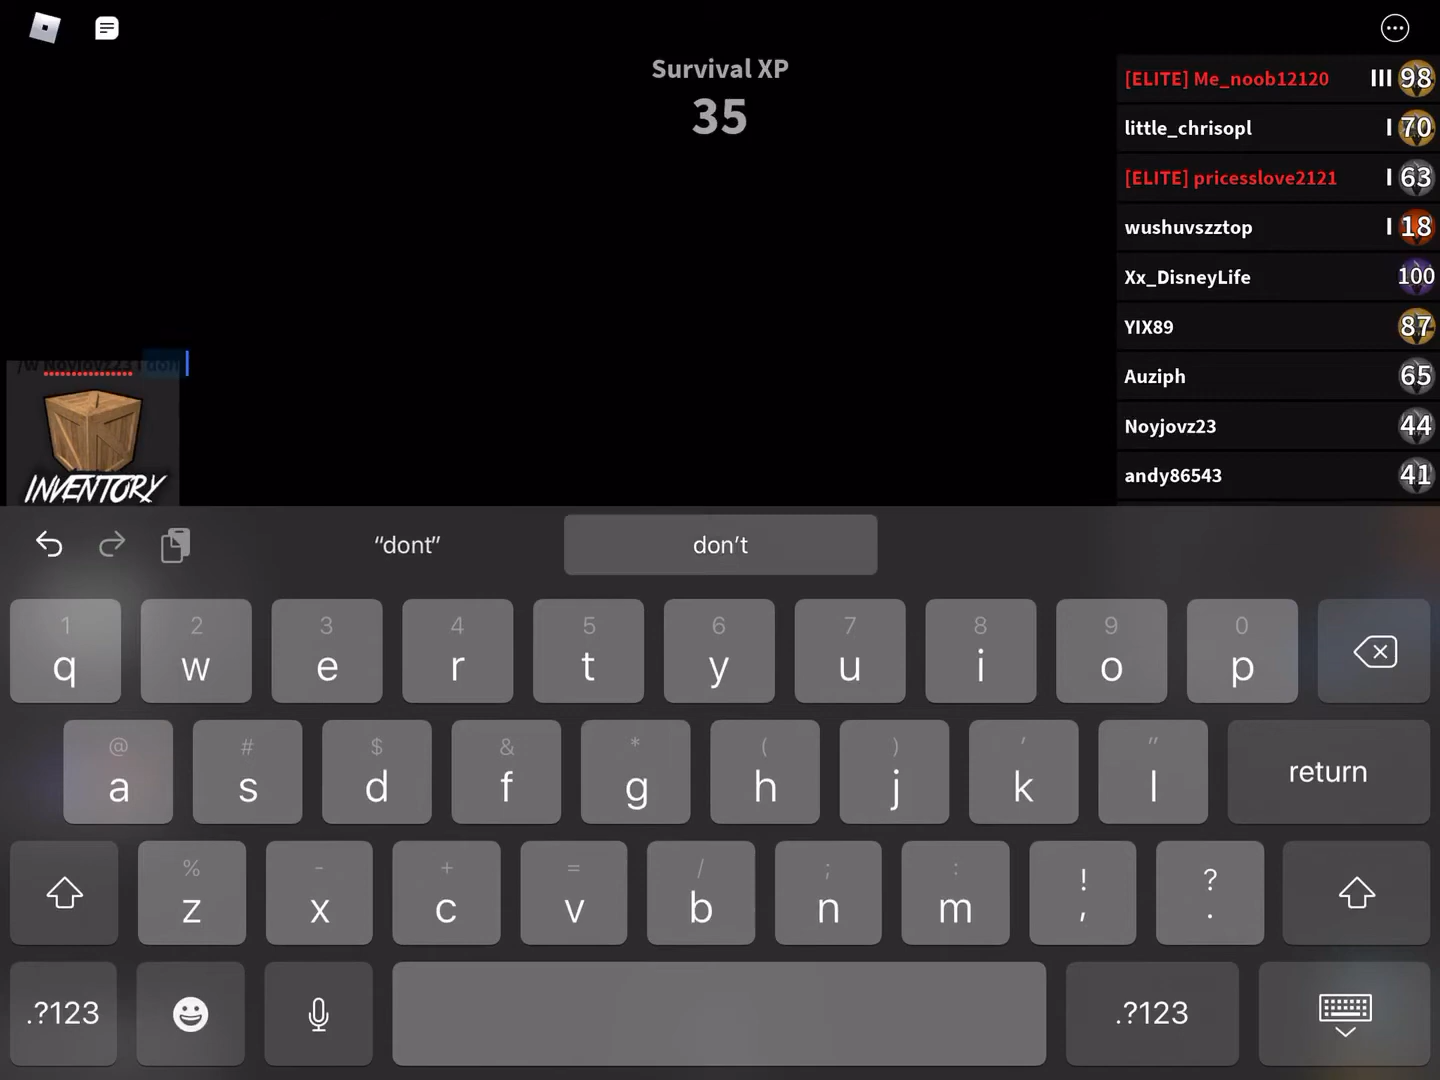 Survival XP
35
[ELITE] Me_noob12120 III 98
little_chrisopl I 70
[ELITE] pricesslove2121 I 63
wushuvszztop I 18
Xx_DisneyLife 100
YIX89 87
Auziph 65
Noyjovz23 44
andy86543 41
/w Noyjovz23 I don
INVENTORY
“dont” don’t
1 2 3 4 5 6 7 8 9 0
q w e r t y u i o p
@ # $ & * ( ) ' "
a s d f g h j k l return
% - + = / ; : ! ?
z x c v b n m , .
.?123 .?123